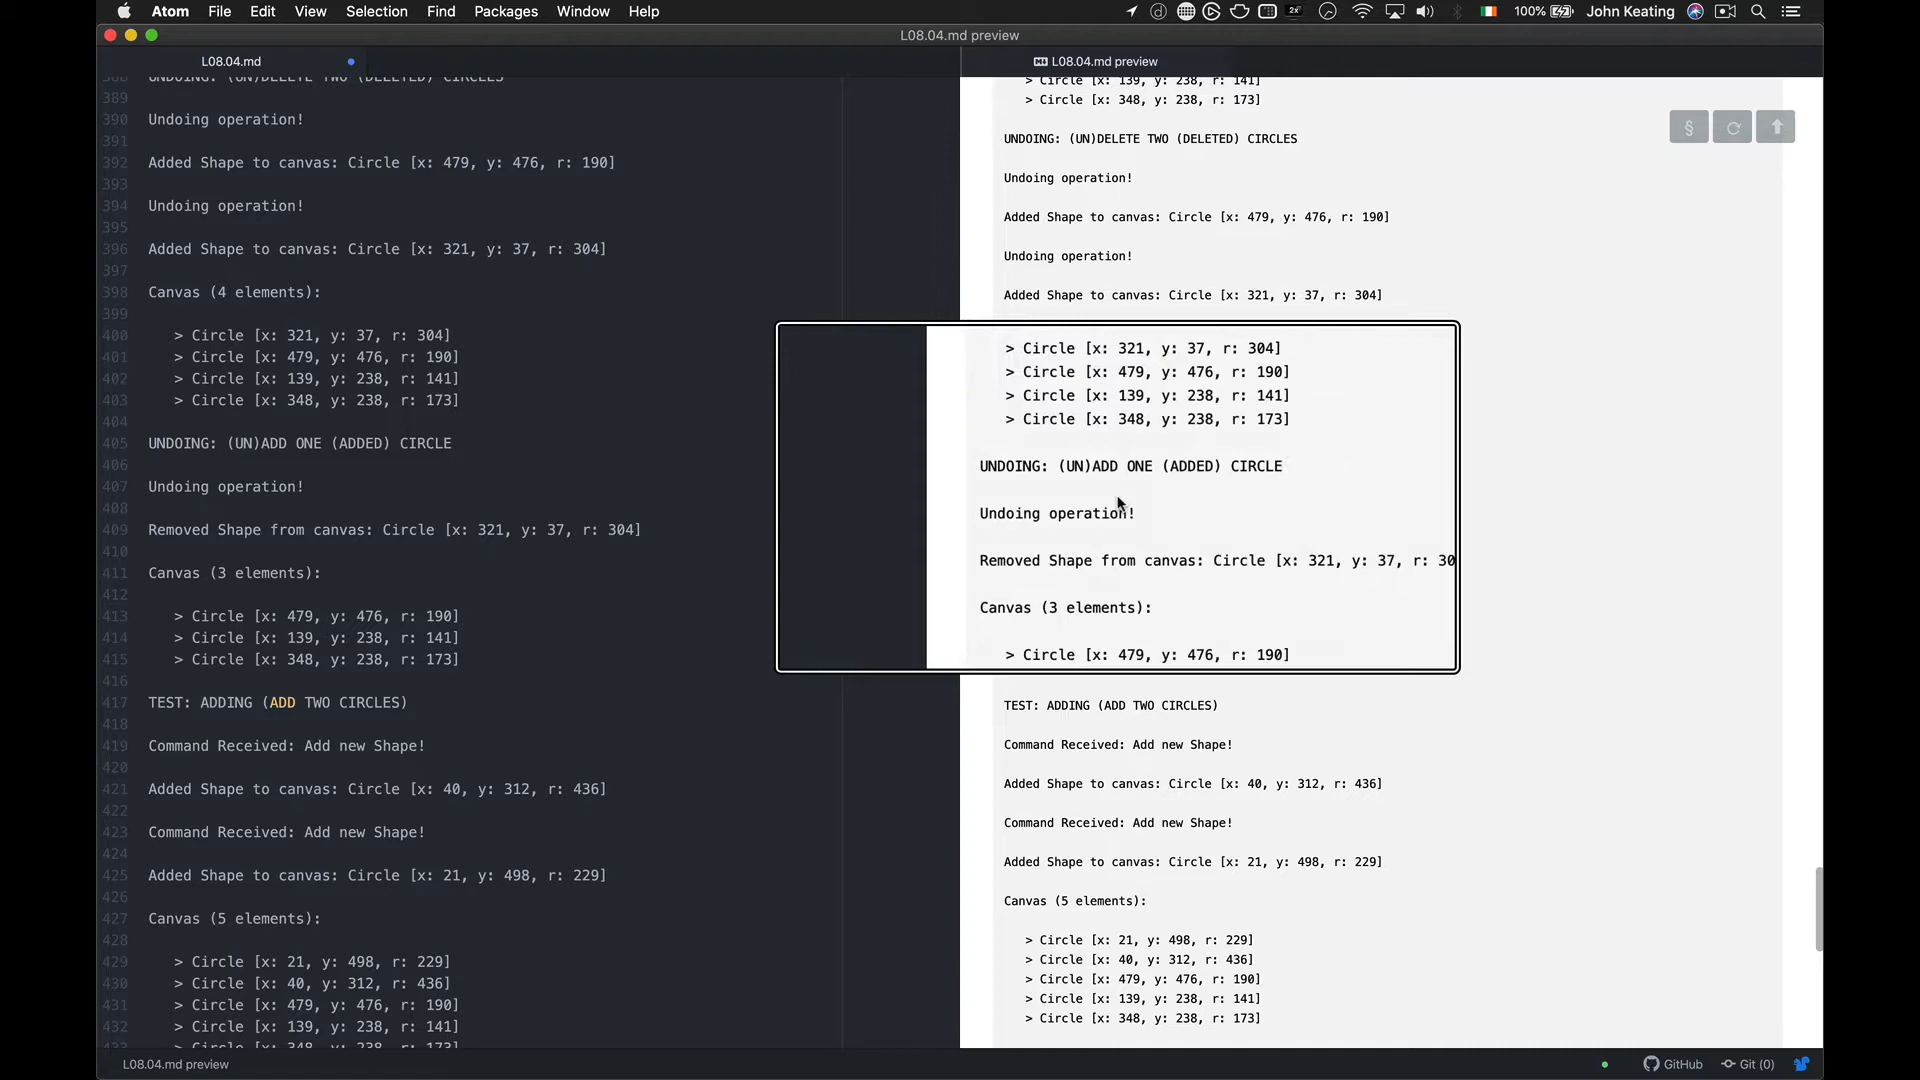 Atom File Edit View Selection Find Packages Window Help
2x 100% John Keating
L08.04.md preview
L08.04.md
L08.04.md preview
UNDOING: (UN)DELETE TWO (DELETED) CIRCLES
389
390 Undoing operation!
391
392 Added Shape to canvas: Circle [x: 479, y: 476, r: 190]
393
394 Undoing operation!
395
396 Added Shape to canvas: Circle [x: 321, y: 37, r: 304]
397
398 Canvas (4 elements):
399
400 > Circle [x: 321, y: 37, r: 304]
401 > Circle [x: 479, y: 476, r: 190]
402 > Circle [x: 139, y: 238, r: 141]
403 > Circle [x: 348, y: 238, r: 173]
404
405 UNDOING: (UN)ADD ONE (ADDED) CIRCLE
406
407 Undoing operation!
408
409 Removed Shape from canvas: Circle [x: 321, y: 37, r: 304]
410
411 Canvas (3 elements):
412
413 > Circle [x: 479, y: 476, r: 190]
414 > Circle [x: 139, y: 238, r: 141]
415 > Circle [x: 348, y: 238, r: 173]
416
417 TEST: ADDING (ADD TWO CIRCLES)
418
419 Command Received: Add new Shape!
420
421 Added Shape to canvas: Circle [x: 40, y: 312, r: 436]
422
423 Command Received: Add new Shape!
424
425 Added Shape to canvas: Circle [x: 21, y: 498, r: 229]
426
427 Canvas (5 elements):
428
429 > Circle [x: 21, y: 498, r: 229]
430 > Circle [x: 40, y: 312, r: 436]
431 > Circle [x: 479, y: 476, r: 190]
432 > Circle [x: 139, y: 238, r: 141]
433 > Circle [x: 348, y: 238, r: 173]
> Circle [x: 139, y: 238, r: 141]
> Circle [x: 348, y: 238, r: 173]
UNDOING: (UN)DELETE TWO (DELETED) CIRCLES
Undoing operation!
Added Shape to canvas: Circle [x: 479, y: 476, r: 190]
Undoing operation!
Added Shape to canvas: Circle [x: 321, y: 37, r: 304]
> Circle [x: 321, y: 37, r: 304]
> Circle [x: 479, y: 476, r: 190]
> Circle [x: 139, y: 238, r: 141]
> Circle [x: 348, y: 238, r: 173]
UNDOING: (UN)ADD ONE (ADDED) CIRCLE
Undoing operation!
Removed Shape from canvas: Circle [x: 321, y: 37, r: 30
Canvas (3 elements):
> Circle [x: 479, y: 476, r: 190]
TEST: ADDING (ADD TWO CIRCLES)
Command Received: Add new Shape!
Added Shape to canvas: Circle [x: 40, y: 312, r: 436]
Command Received: Add new Shape!
Added Shape to canvas: Circle [x: 21, y: 498, r: 229]
Canvas (5 elements):
> Circle [x: 21, y: 498, r: 229]
> Circle [x: 40, y: 312, r: 436]
> Circle [x: 479, y: 476, r: 190]
> Circle [x: 139, y: 238, r: 141]
> Circle [x: 348, y: 238, r: 173]
§
L08.04.md preview
GitHub Git (0)